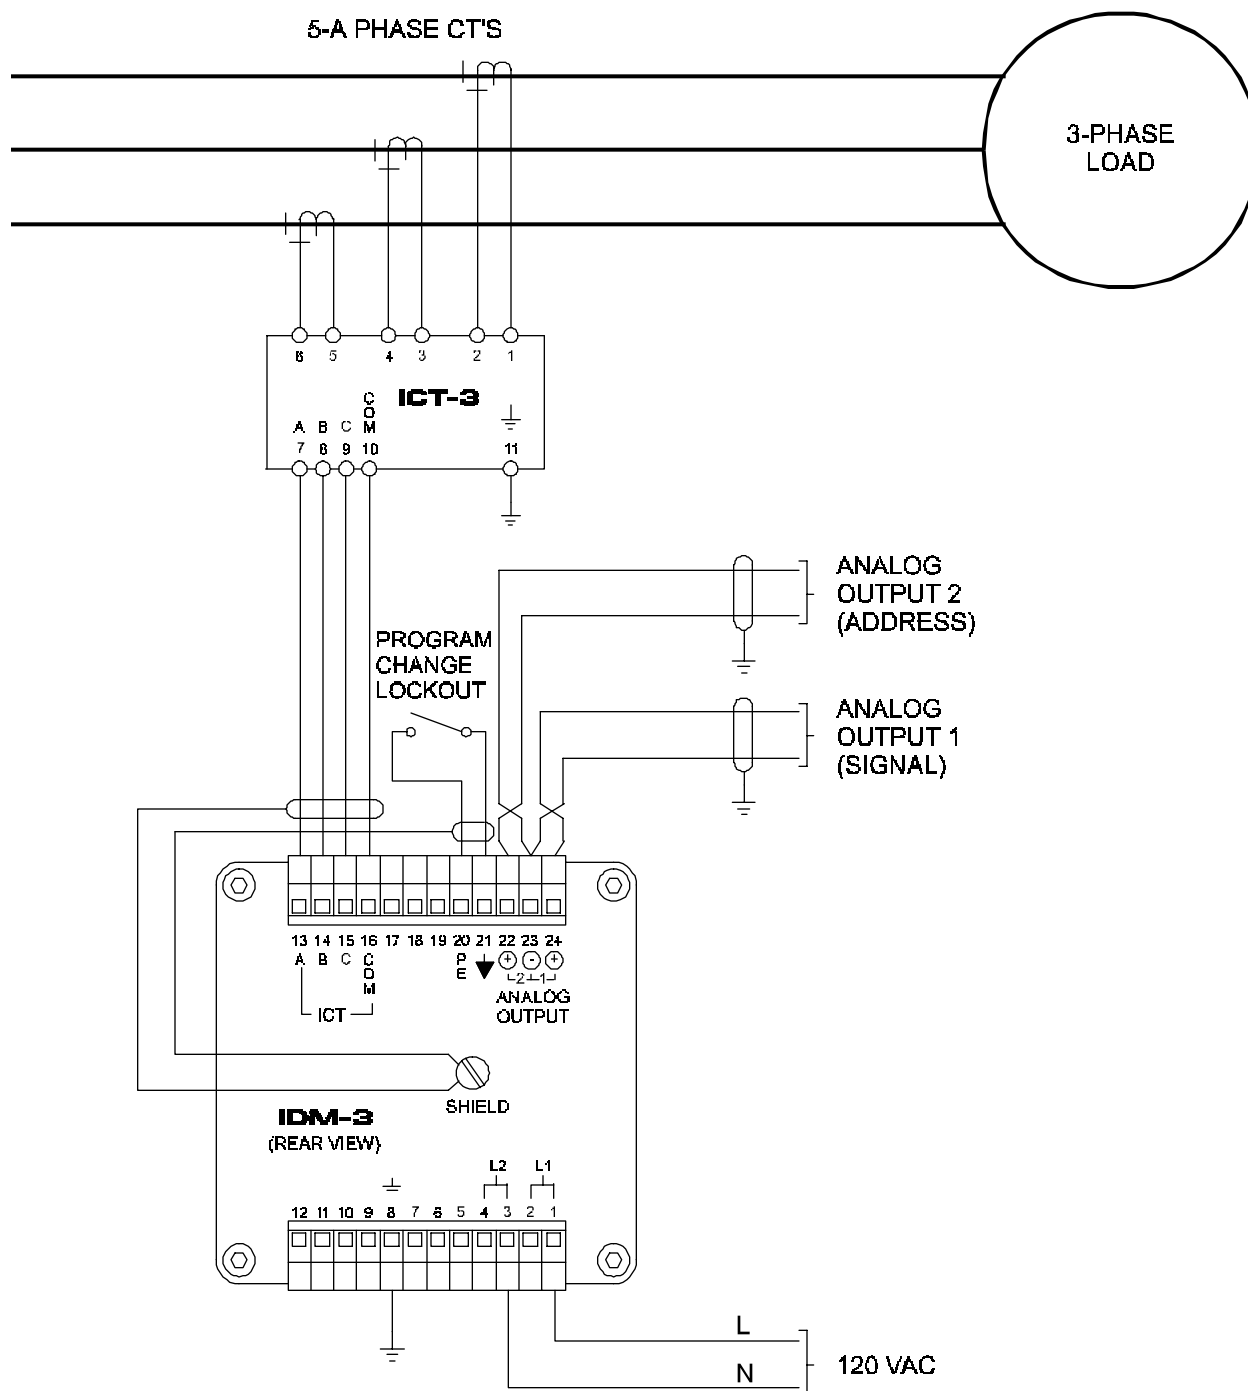 5-A PHASE CT'S
3-PHASE
LOAD
6 5 4 3 2 1
ICT-3
COM
A B C
7 8 9 10 11
ANALOG
OUTPUT 2
(ADDRESS)
PROGRAM
CHANGE
LOCKOUT
ANALOG
OUTPUT 1
(SIGNAL)
13 14 15 16 17 18 19 20 21 22 23 24
A B C COM PE + - +
2 1
ICT
ANALOG
OUTPUT
SHIELD
IDM-3
(REAR VIEW)
L2 L1
12 11 10 9 8 7 6 5 4 3 2 1
L
N
120 VAC